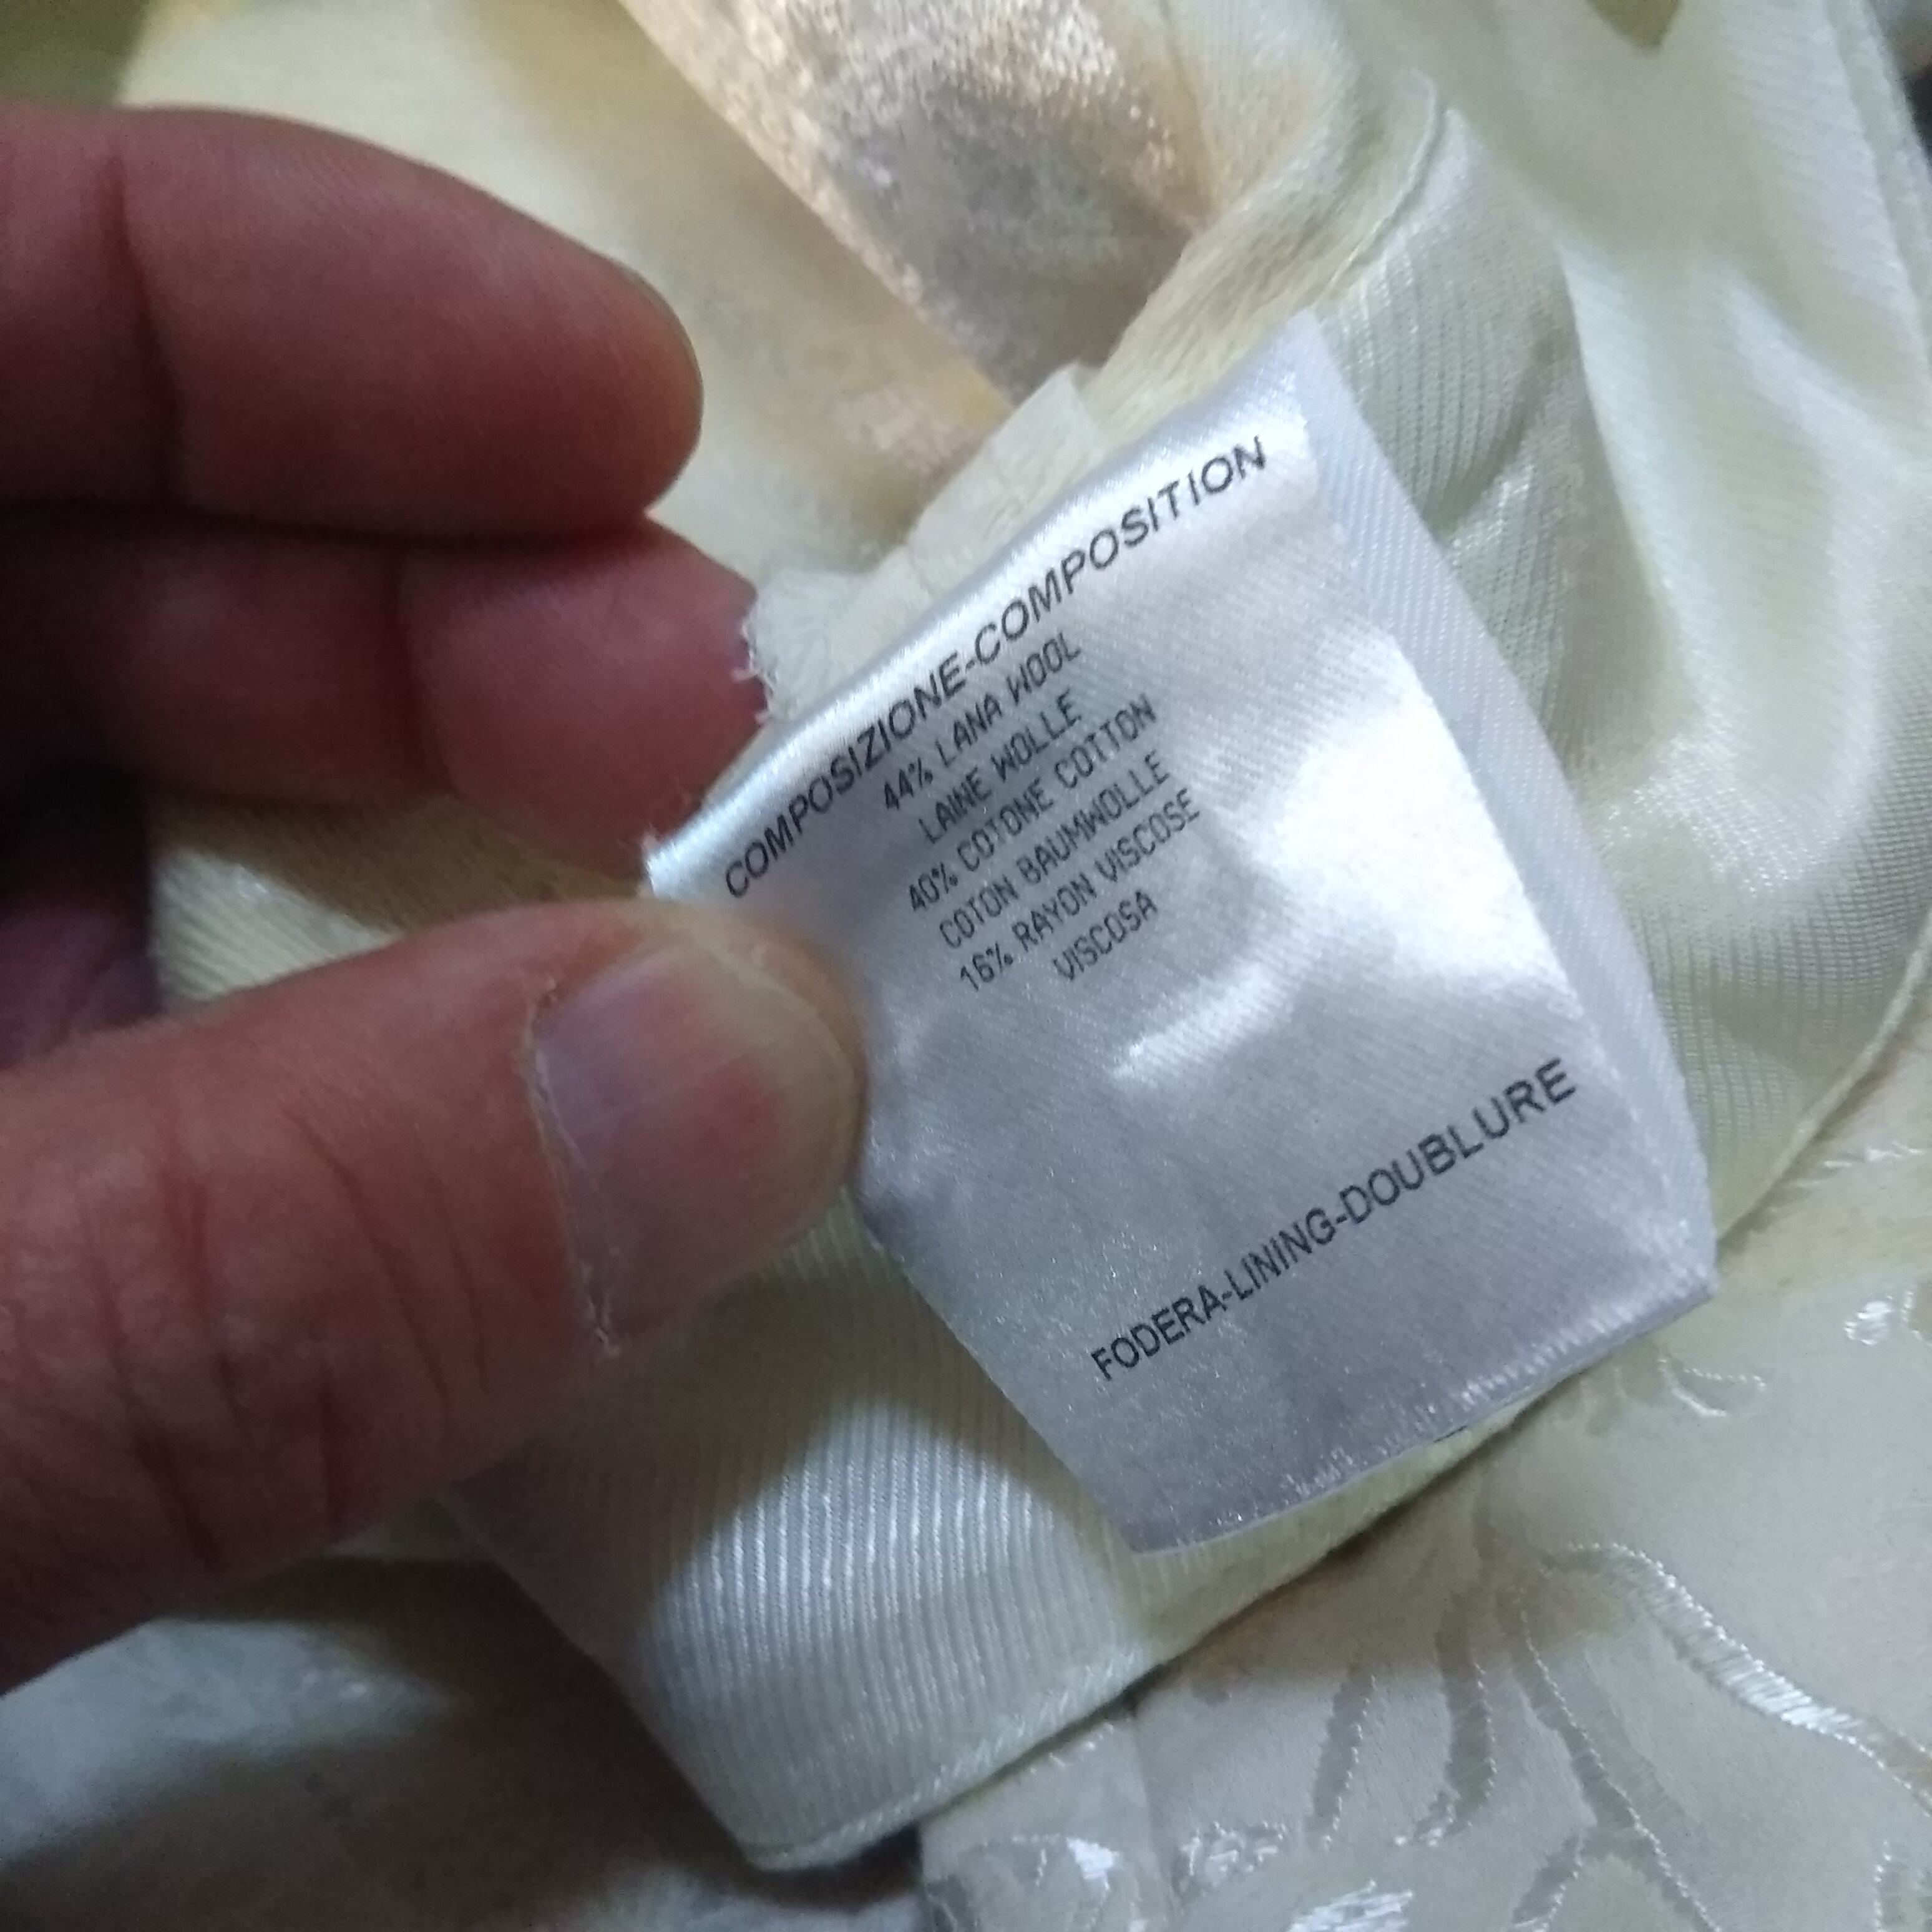 COMPOSIZIONE-COMPOSITION
44% LANA WOOL
LAINE WOLLE
40% COTONE COTTON
COTON BAUMWOLLE
16% RAYON VISCOSE
VISCOSA
FODERA-LINING-DOUBLURE